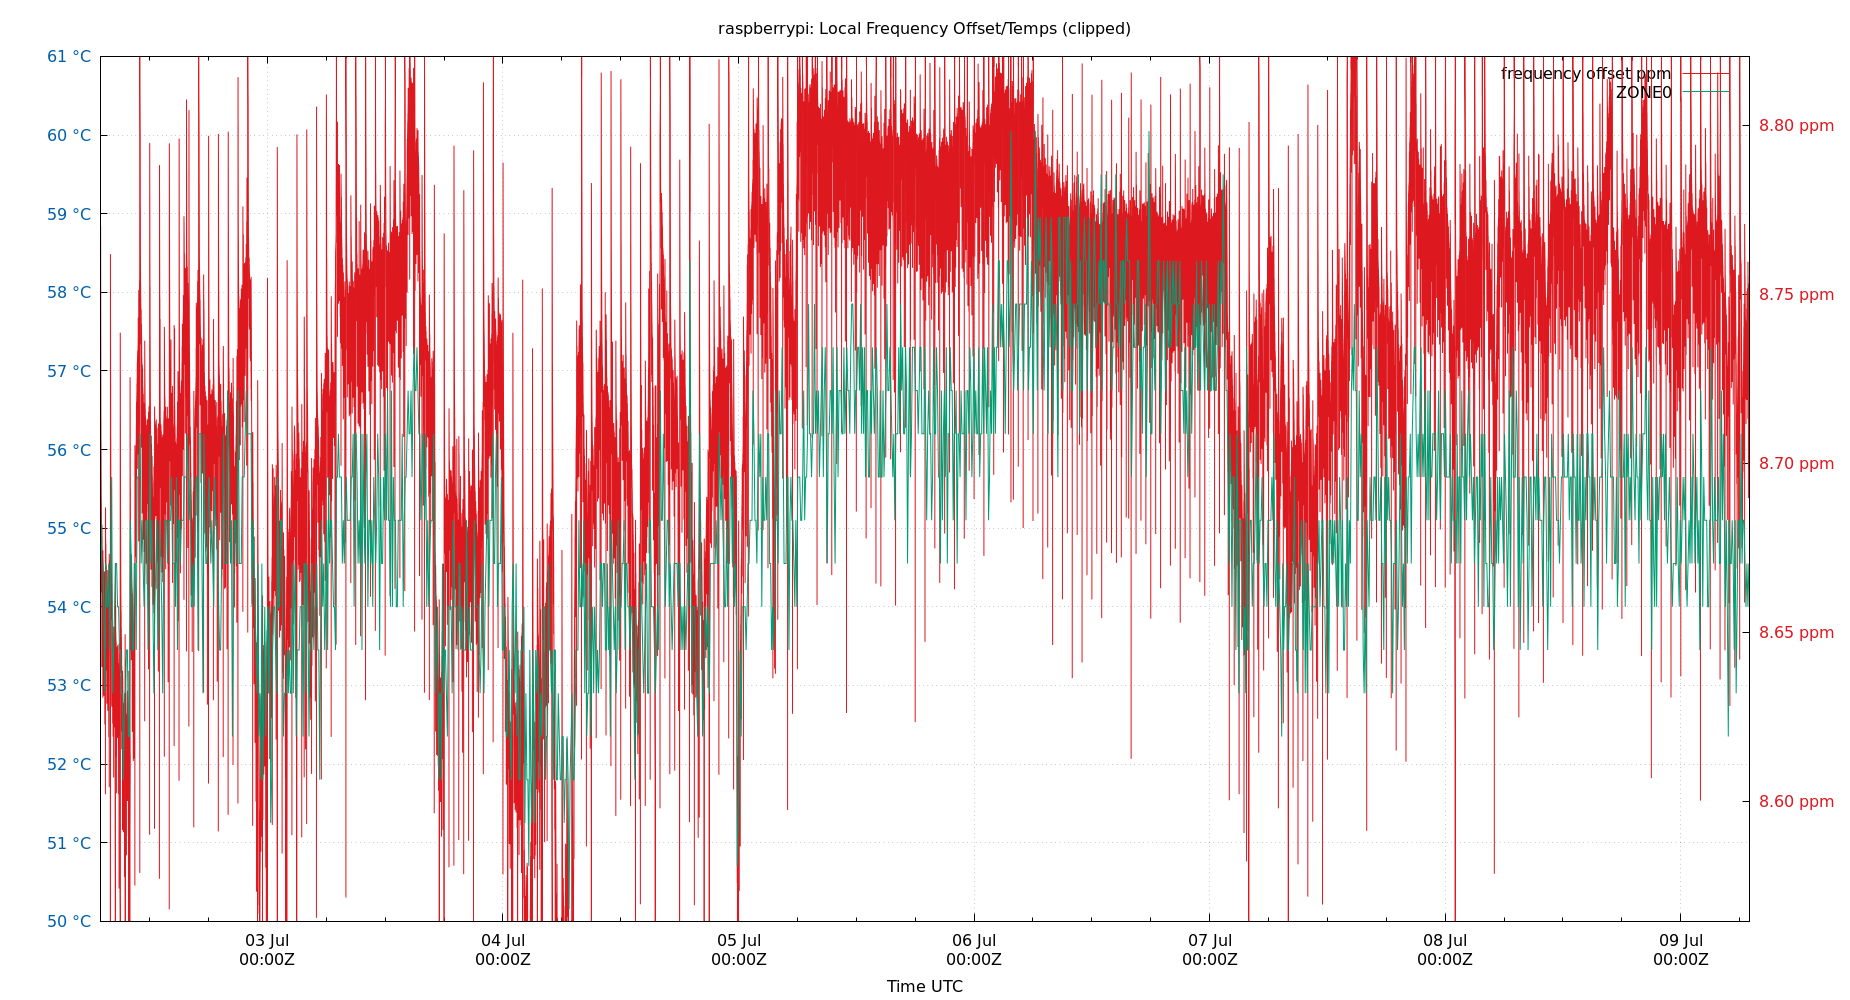 raspberrypi: Local Frequency Offset/Temps (clipped)
61 °C
60 °C
59 °C
58 °C
57 °C
56 °C
55 °C
54 °C
53 °C
52 °C
51 °C
50 °C
frequency offset ppm
ZONE0
8.80 ppm
8.75 ppm
8.70 ppm
8.65 ppm
8.60 ppm
03 Jul
00:00Z
04 Jul
00:00Z
05 Jul
00:00Z
06 Jul
00:00Z
07 Jul
00:00Z
08 Jul
00:00Z
09 Jul
00:00Z
Time UTC